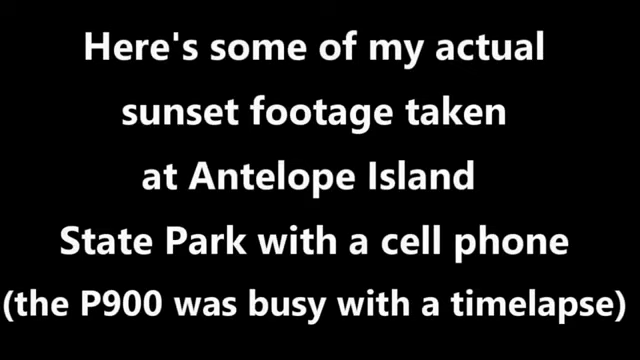 Here's some of my actual
sunset footage taken
at Antelope Island
State Park with a cell phone
(the P900 was busy with a timelapse)